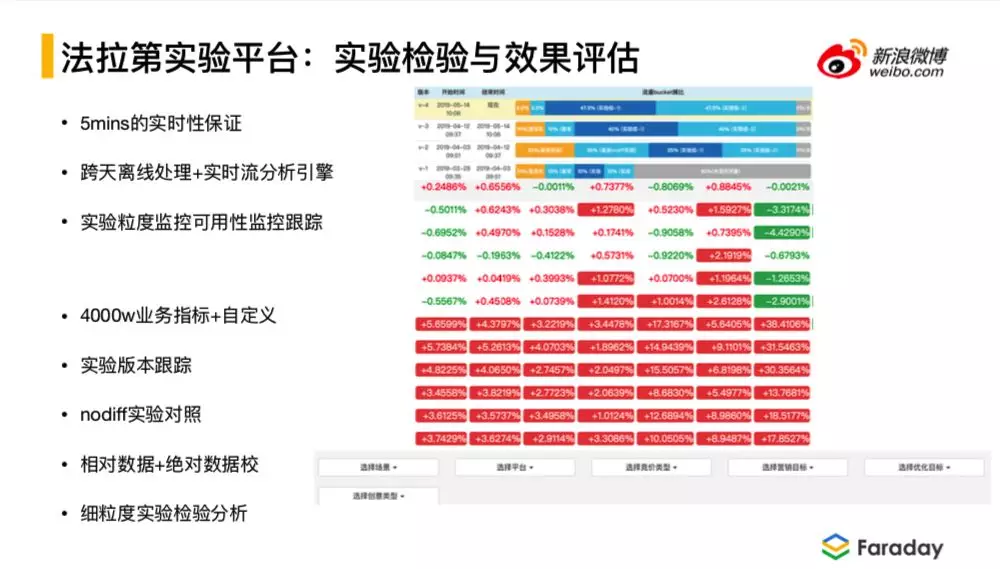 法拉第实验平台：实验检验与效果评估
新浪微博
weibo.com
• 5mins的实时性保证
• 跨天离线处理+实时流分析引擎
• 实验粒度监控可用性监控跟踪
• 4000w业务指标+自定义
• 实验版本跟踪
• nodiff实验对照
• 相对数据+绝对数据校
• 细粒度实验检验分析
版本 开始时间 结束时间 流量bucket占比
v-4 2019-05-14 10:06 现在
v-3 2019-04-12 09:37 2019-05-14 10:06
v-2 2019-04-03 09:01 2019-04-12 09:37
v-1
+0.2486% +0.6556% -0.0011% +0.7377% -0.8069% +0.8845% -0.0021%
-0.5011% +0.6243% +0.3038% +1.2780% +0.5230% +1.5927% -3.3174%
-0.6952% +0.4970% +0.1528% +0.1741% -0.9058% +0.7395% -4.4290%
-0.0847% -0.1963% -0.4122% +0.5731% -0.9220% +2.1919% -0.6793%
+0.0937% +0.0419% +0.3993% +1.0772% +0.0700% +1.1964% -1.2653%
-0.5567% +0.4508% +0.0739% +1.4120% +1.0014% +2.6128% -2.9001%
+5.6599% +4.3797% +3.2219% +3.4478% +17.3167% +5.6405% +38.4106%
+5.7384% +5.2613% +4.0703% +1.8962% +14.9439% +9.1101% +31.5463%
+4.8225% +4.0650% +2.7457% +2.0497% +15.5057% +6.8198% +30.3564%
+3.4558% +3.8219% +2.7723% +2.0639% +8.6830% +5.4977% +13.7681%
+3.6125% +3.5737% +3.4958% +1.0124% +12.6894% +8.9860% +18.5177%
+3.7429% +3.6274% +2.9114% +3.3086% +10.0505% +8.9487% +17.8527%
选择场景 选择平台 选择竞价类型 选择营销目标 选择优化目标
选择创意类型
Faraday